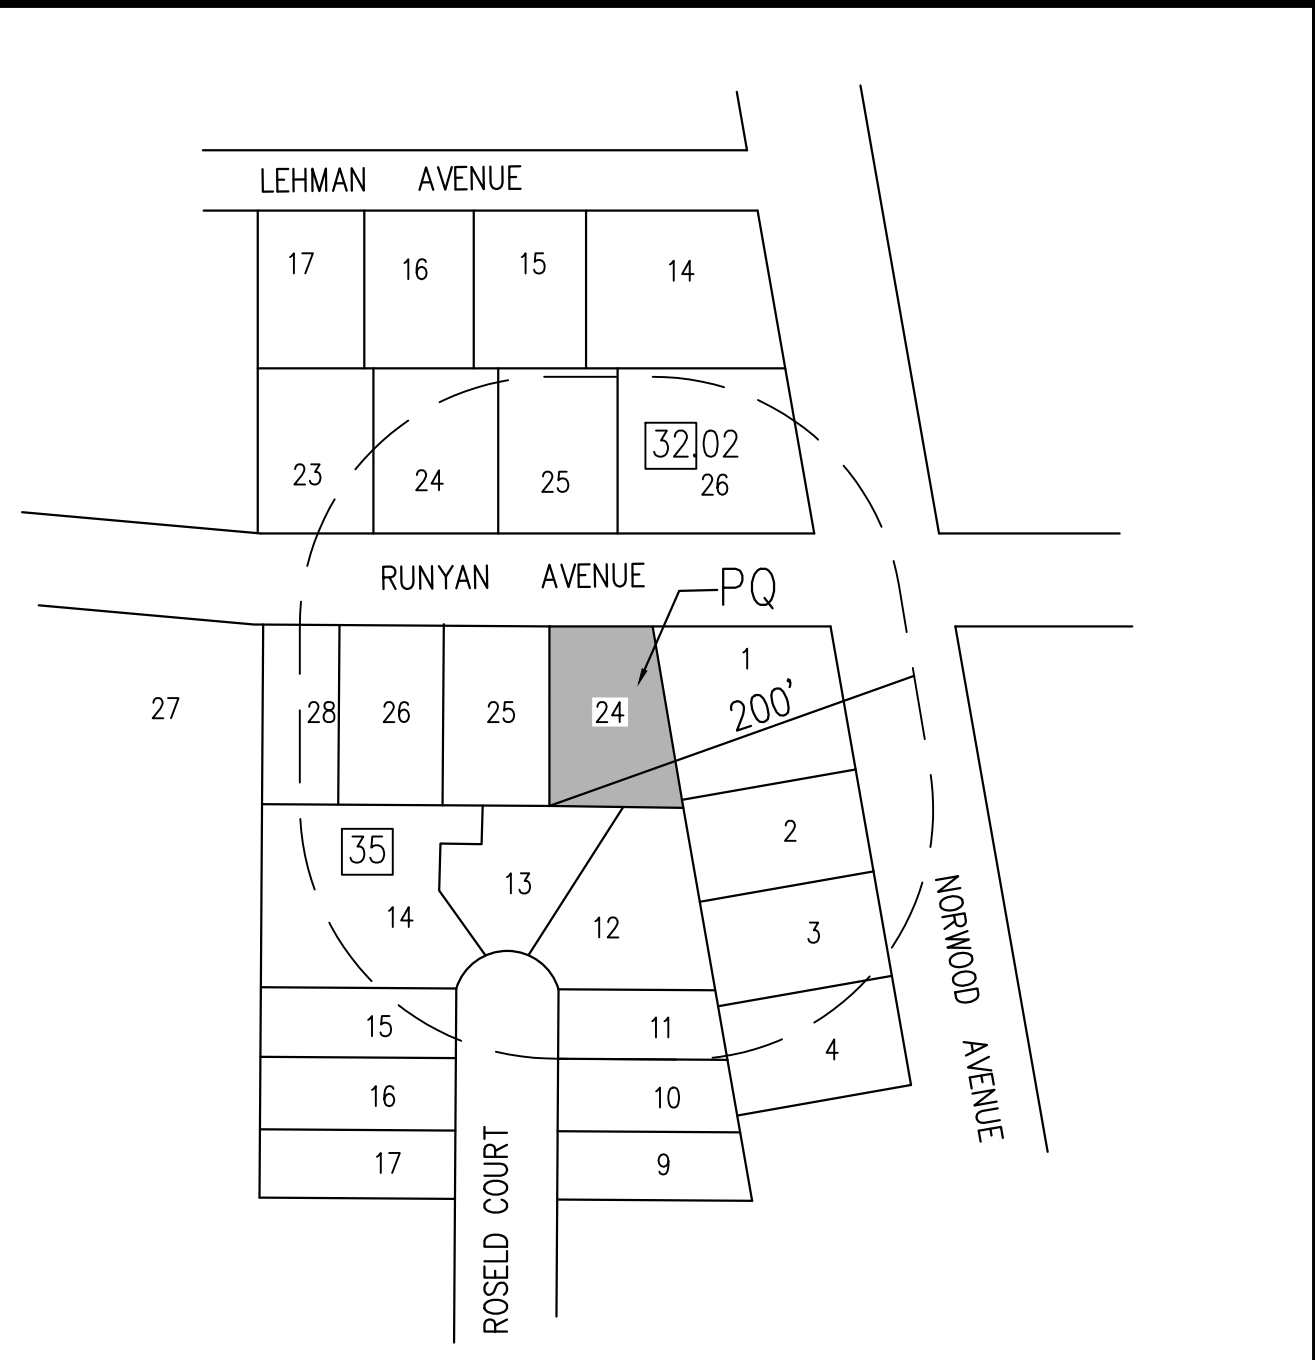 LEHMAN AVENUE
17 16 15 14
32.02
23 24 25 26
RUNYAN AVENUE
PQ
1
200'
27 28 26 25 24
2
35
13
14 12 3
NORWOOD AVENUE
15 11 4
16 10
17 9
ROSELD COURT